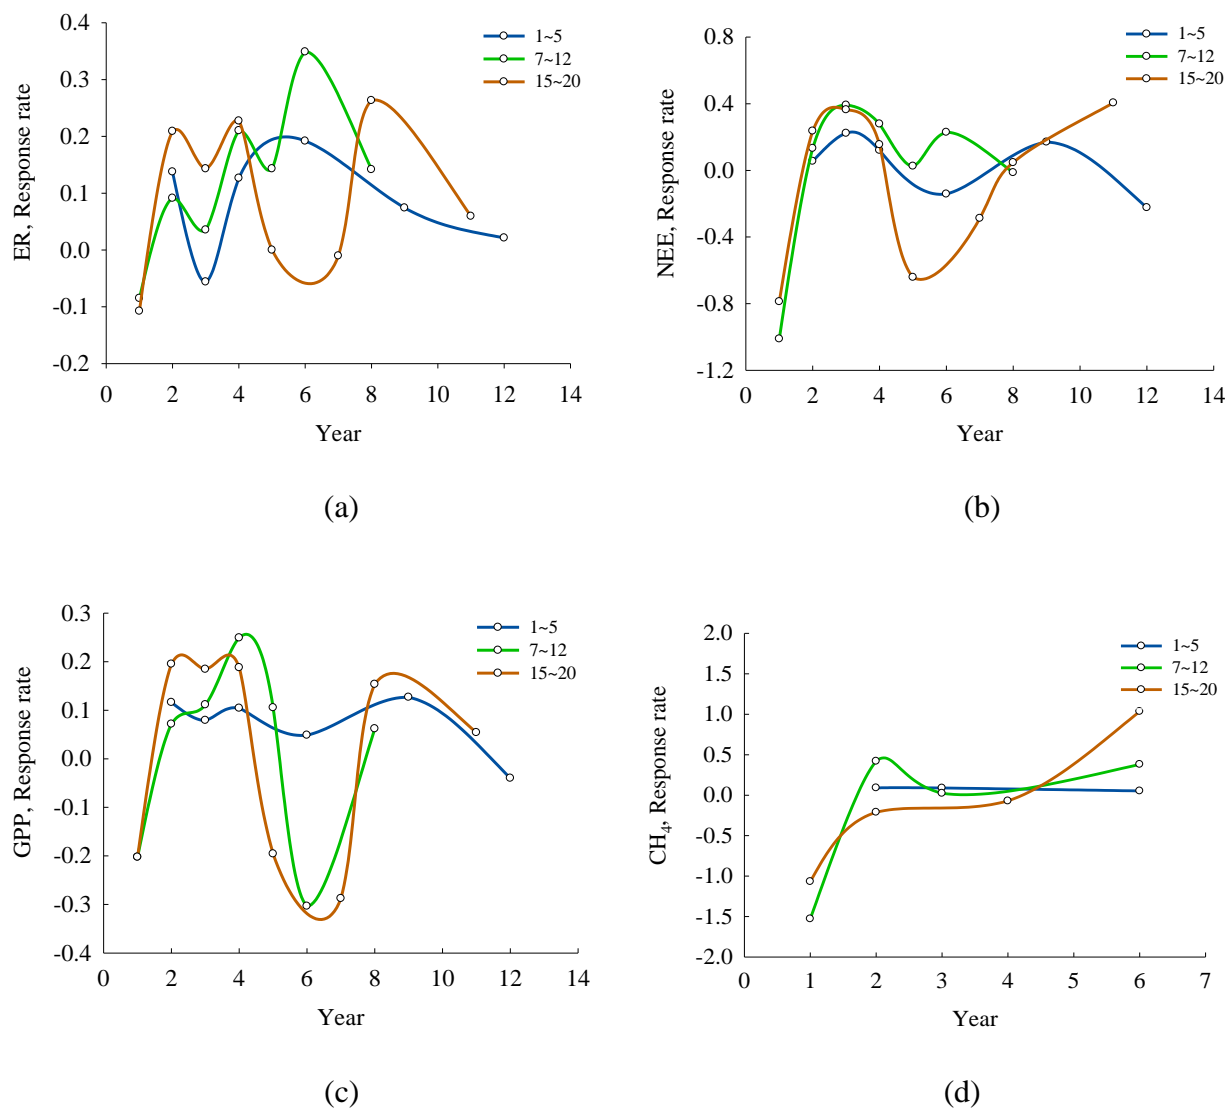 ER, Response rate
0.4
0.3
0.2
0.1
0.0
-0.1
-0.2
0 2 4 6 8 10 12 14
Year
1~5
7~12
15~20
(a)
NEE, Response rate
0.8
0.4
0.0
-0.4
-0.8
-1.2
0 2 4 6 8 10 12 14
Year
1~5
7~12
15~20
(b)
GPP, Response rate
0.3
0.2
0.1
0.0
-0.1
-0.2
-0.3
-0.4
0 2 4 6 8 10 12 14
Year
1~5
7~12
15~20
(c)
CH₄, Response rate
2.0
1.5
1.0
0.5
0.0
-0.5
-1.0
-1.5
-2.0
0 1 2 3 4 5 6 7
Year
1~5
7~12
15~20
(d)